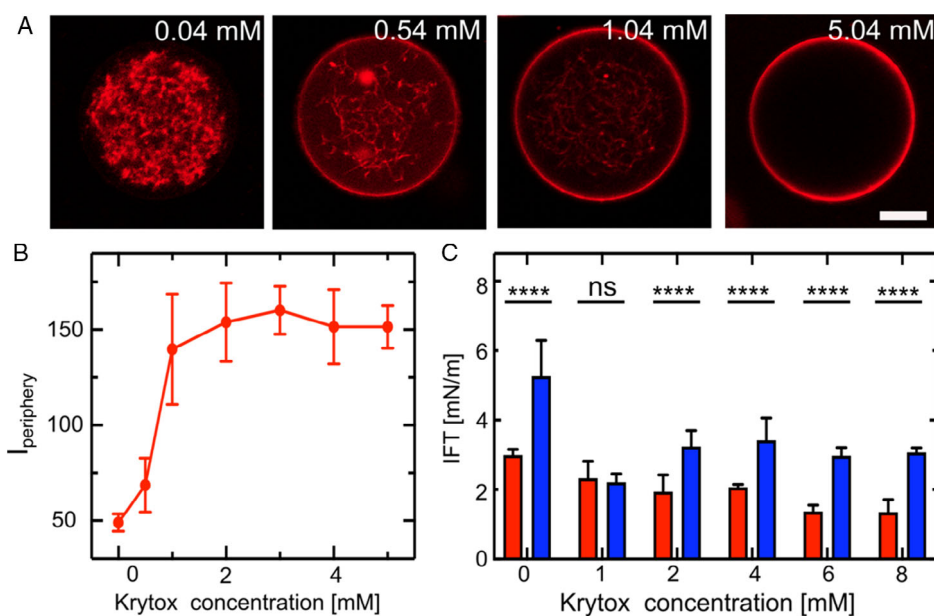 A
0.04 mM
0.54 mM
1.04 mM
5.04 mM
B
150
100
50
I periphery
0
2
4
Krytox concentration [mM]
C
8
6
4
2
0
IFT [mN/m]
****
ns
****
****
****
****
0
1
2
4
6
8
Krytox concentration [mM]